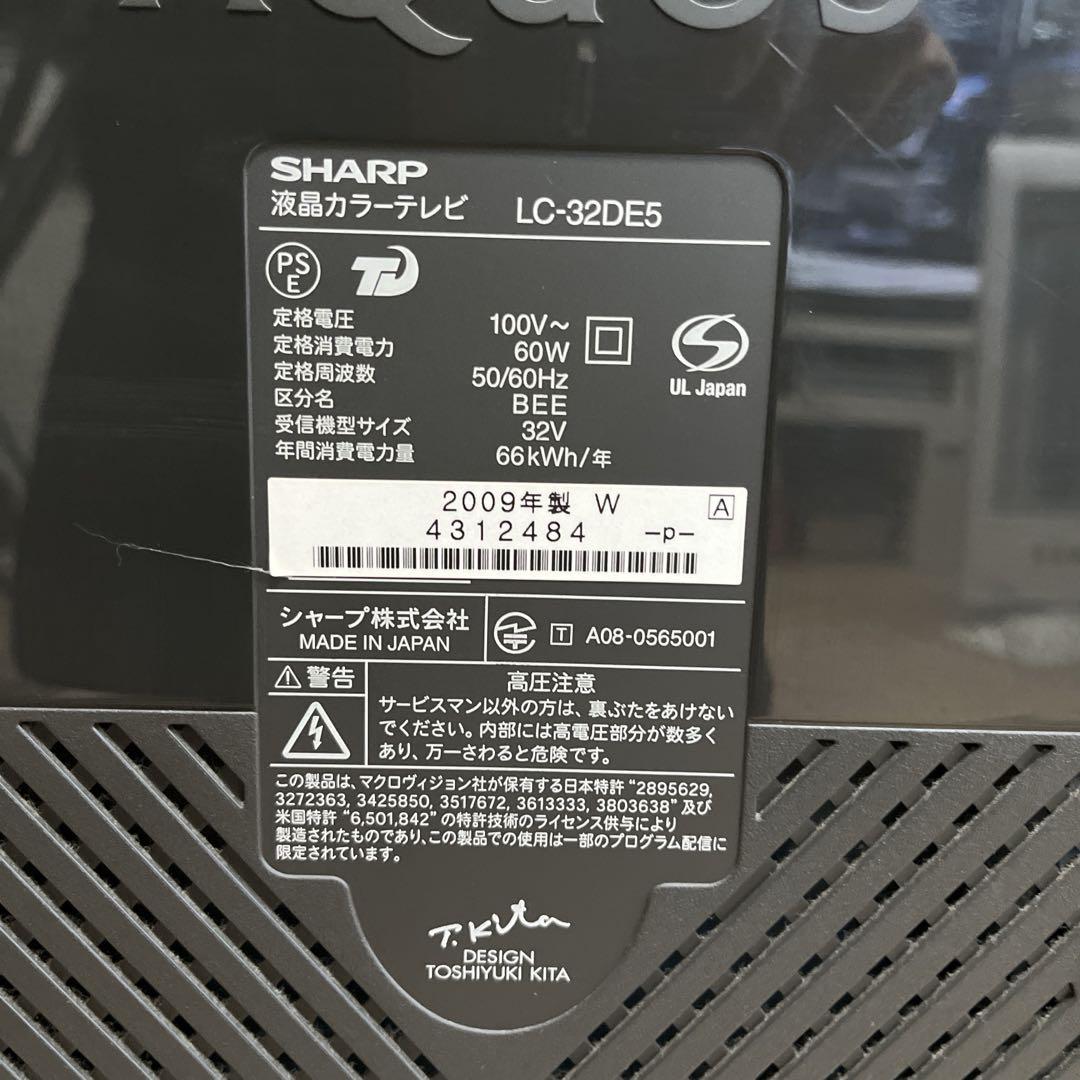 AQUOS
SHARP
液晶カラーテレビ LC-32DE5
PS E
定格電圧 100V～
定格消費電力 60W
定格周波数 50/60Hz
区分名 BEE
受信機型サイズ 32V
年間消費電力量 66kWh/年
UL Japan
2009年製 W A
4312484 -p-
シャープ株式会社
MADE IN JAPAN
T A08-0565001
警告
高圧注意
サービスマン以外の方は、裏ぶたをあけない
でください。内部には高電圧部分が数多く
あり、万一さわると危険です。
この製品は、マクロヴィジョン社が保有する日本特許 “2895629,
3272363, 3425850, 3517672, 3613333, 3803638” 及び
米国特許 “6,501,842” の特許技術のライセンス供与により
製造されたものであり、この製品での使用は一部のプログラム配信に
限定されています。
T.Kita
DESIGN
TOSHIYUKI KITA